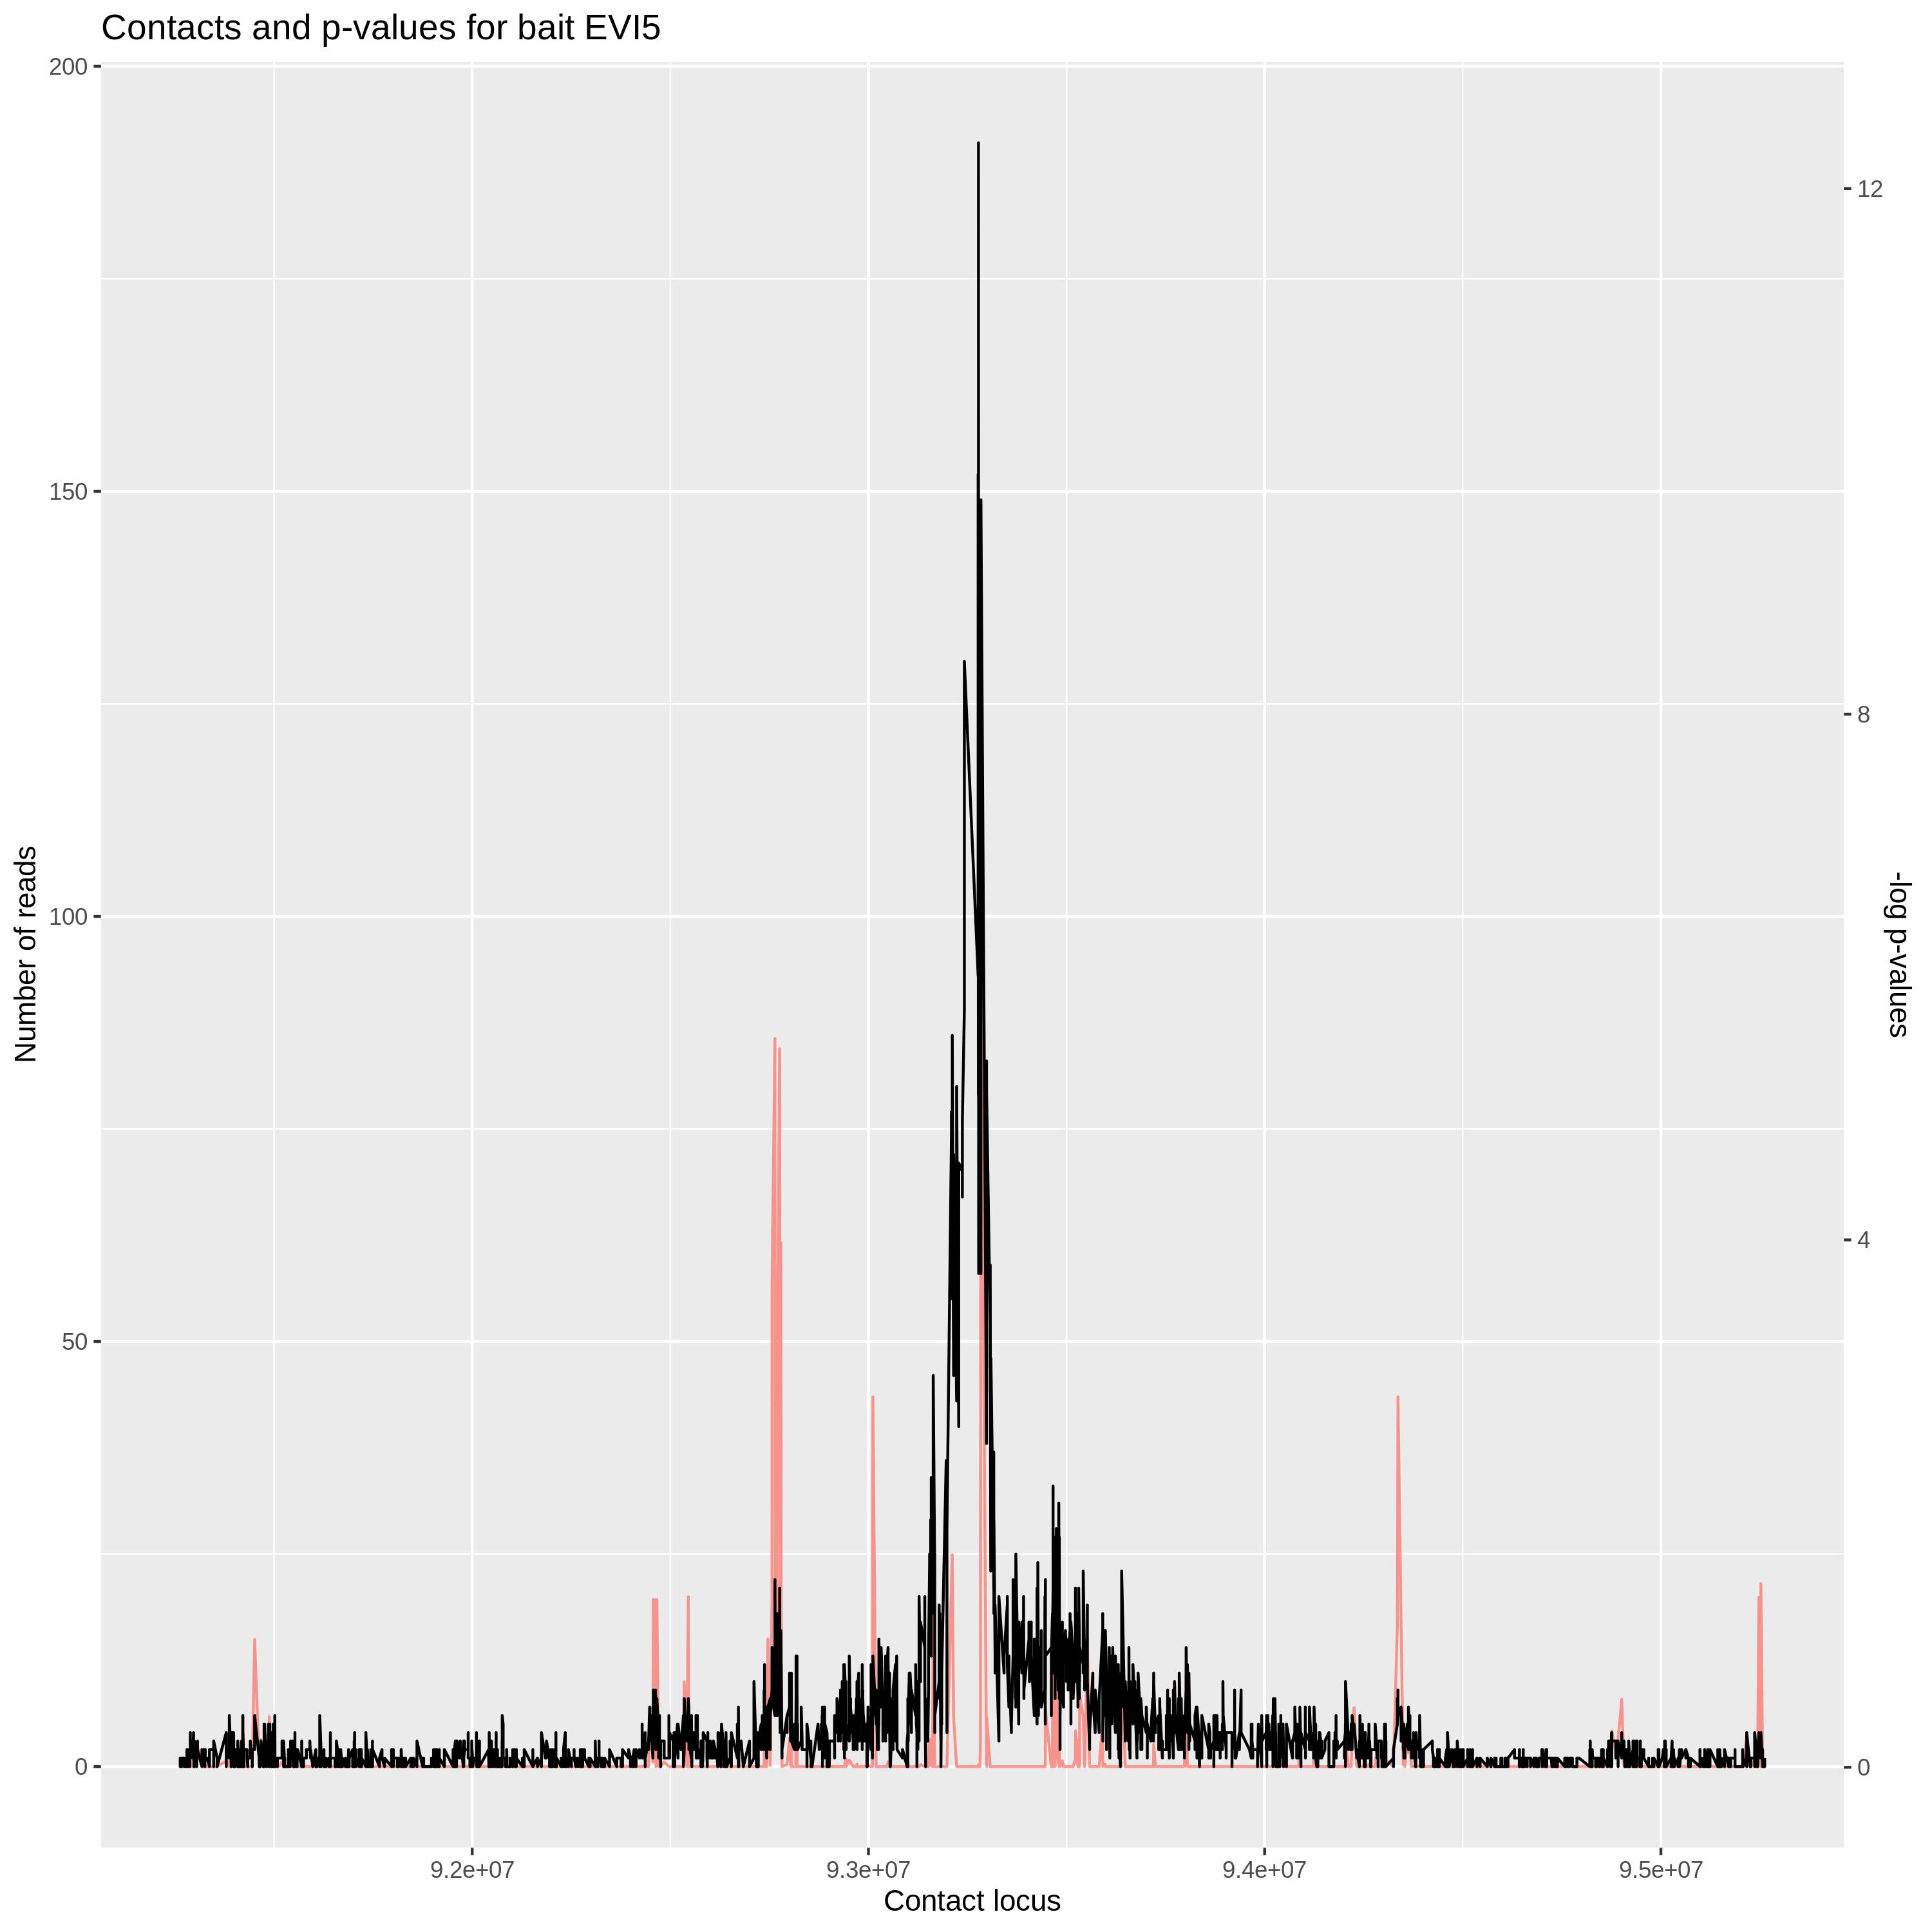 Contacts and p-values for bait EVI5
200
150
100
50
0
Number of reads
12
8
4
0
-log p-values
9.2e+07 9.3e+07 9.4e+07 9.5e+07
Contact locus